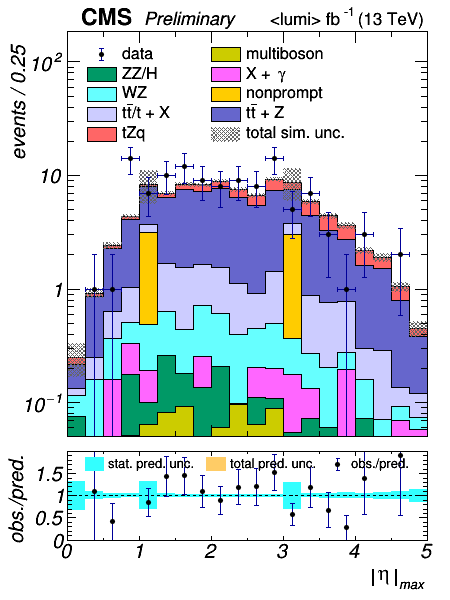 CMS Preliminary <lumi> fb⁻¹ (13 TeV)
events / 0.25
10²
10
1
10⁻¹
data
multiboson
ZZ/H
X + γ
WZ
nonprompt
tt̄/t + X
tt̄ + Z
tZq
total sim. unc.
obs./pred.
1.5
1
0.5
0
stat. pred. unc.
total pred. unc.
obs./pred.
0 1 2 3 4 5
|η|max